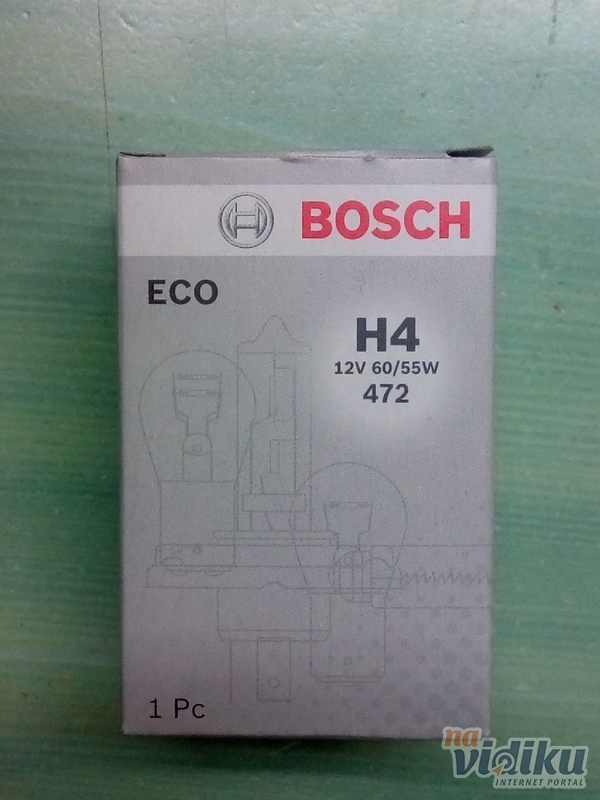 BOSCH
ECO
H4
12V 60/55W
472
1 Pc
na
vidiku
INTERNET PORTAL